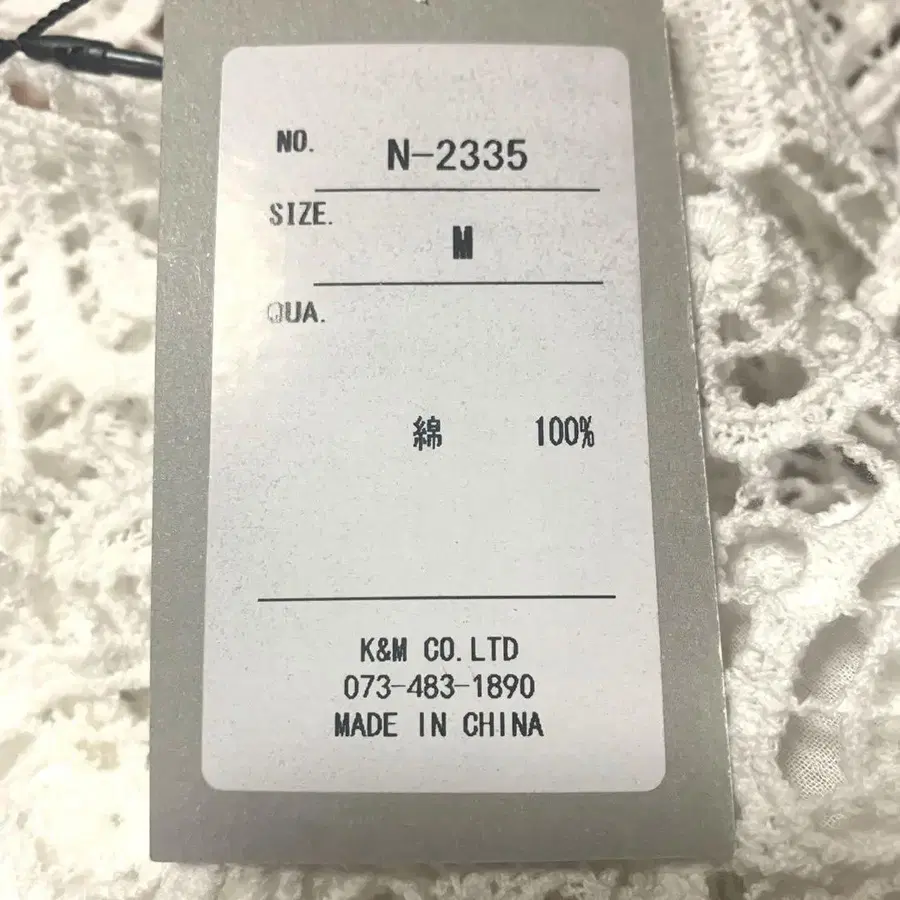 NO. N-2335
SIZE. M
QUA.
綿 100%
K&M CO.LTD
073-483-1890
MADE IN CHINA